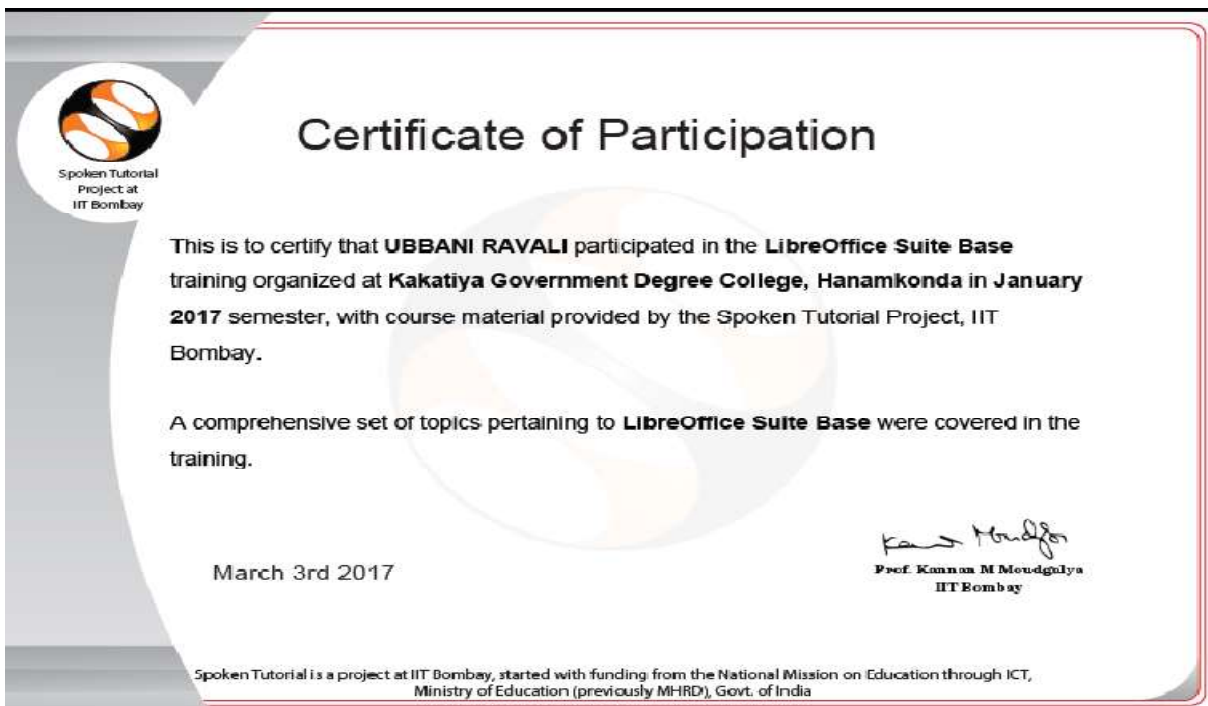 Spoken Tutorial
Project at
IIT Bombay
Certificate of Participation
This is to certify that UBBANI RAVALI participated in the LibreOffice Suite Base
training organized at Kakatiya Government Degree College, Hanamkonda in January
2017 semester, with course material provided by the Spoken Tutorial Project, IIT
Bombay.
A comprehensive set of topics pertaining to LibreOffice Suite Base were covered in the
training.
March 3rd 2017
Prof. Kannan M Moudgalya
IIT Bombay
Spoken Tutorial is a project at IIT Bombay, started with funding from the National Mission on Education through ICT,
Ministry of Education (previously MHRD), Govt. of India